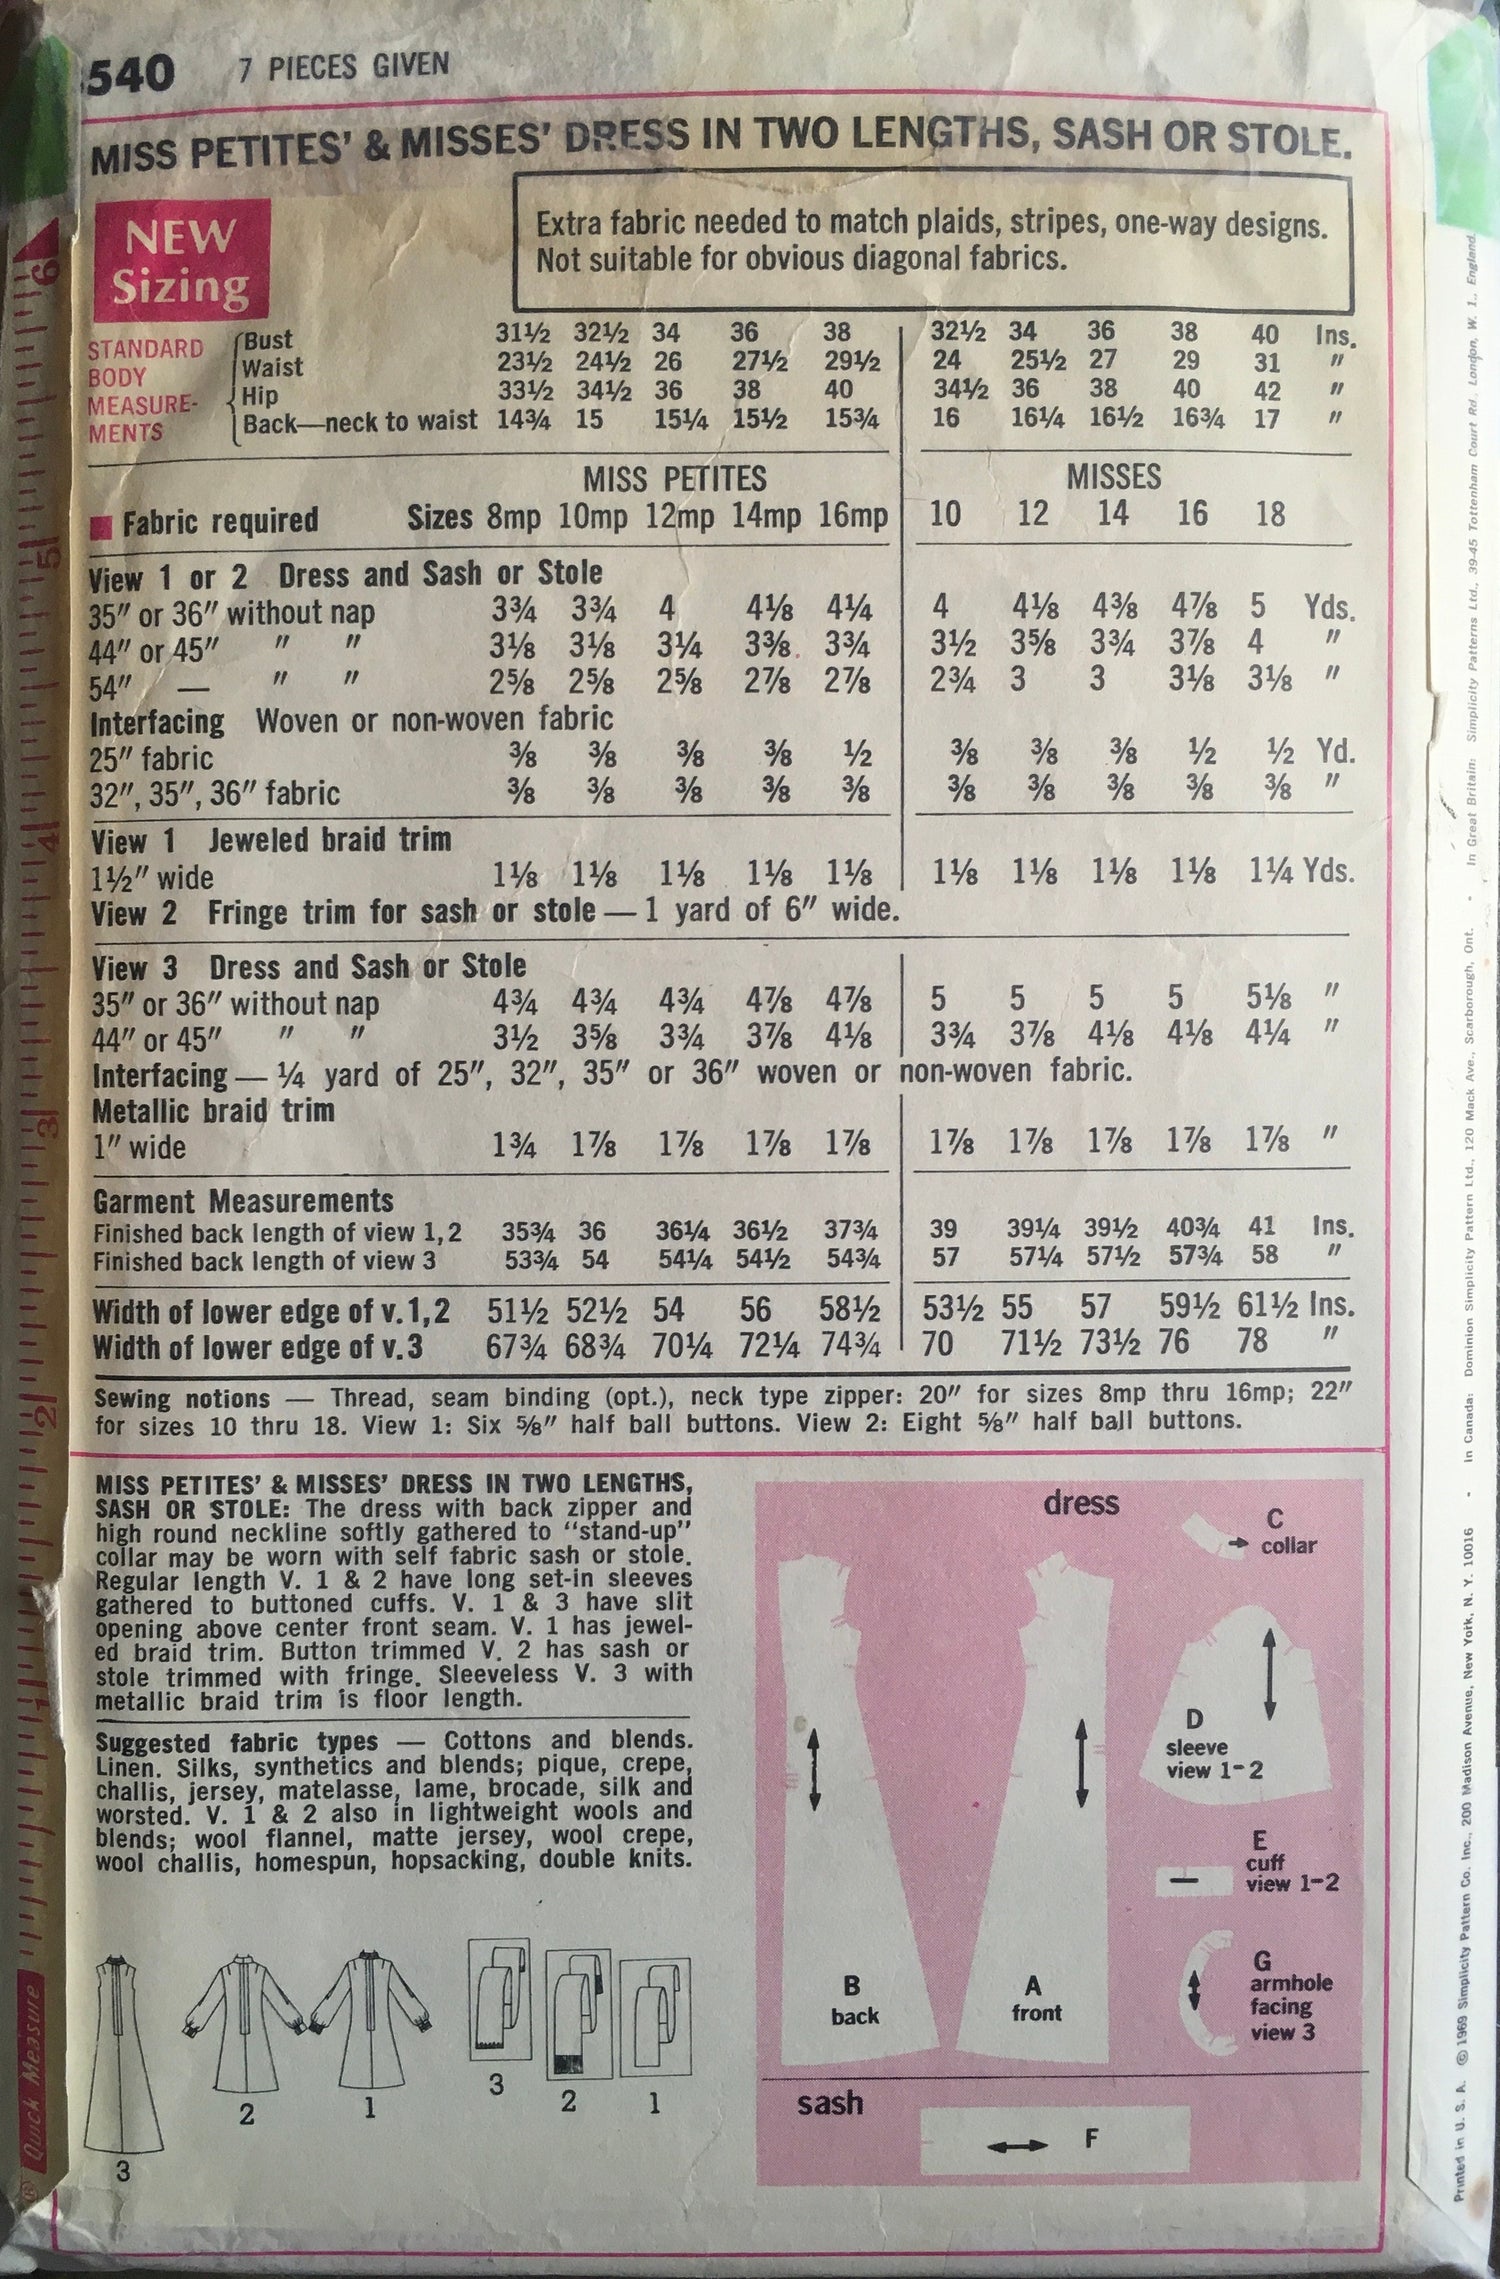 540 7 PIECES GIVEN
MISS PETITES' & MISSES' DRESS IN TWO LENGTHS, SASH OR STOLE.
NEW
Sizing
Extra fabric needed to match plaids, stripes, one-way designs.
Not suitable for obvious diagonal fabrics.
STANDARD
BODY
MEASURE-
MENTS
Bust 31½ 32½ 34 36 38 32½ 34 36 38 40 Ins.
Waist 23½ 24½ 26 27½ 29½ 24 25½ 27 29 31 "
Hip 33½ 34½ 36 38 40 34½ 36 38 40 42 "
Back—neck to waist 14¾ 15 15¼ 15½ 15¾ 16 16¼ 16½ 16¾ 17 "
MISS PETITES MISSES
Fabric required Sizes 8mp 10mp 12mp 14mp 16mp 10 12 14 16 18
View 1 or 2 Dress and Sash or Stole
35" or 36" without nap 3¾ 3¾ 4 4⅛ 4¼ 4 4⅛ 4⅜ 4⅞ 5 Yds.
44" or 45" " " 3⅛ 3⅛ 3¼ 3⅜ 3¾ 3½ 3⅝ 3¾ 3⅞ 4 "
54" — " " 2⅝ 2⅝ 2⅝ 2⅞ 2⅞ 2¾ 3 3 3⅛ 3⅛ "
Interfacing Woven or non-woven fabric
25" fabric ⅜ ⅜ ⅜ ⅜ ½ ⅜ ⅜ ⅜ ½ ½ Yd.
32", 35", 36" fabric ⅜ ⅜ ⅜ ⅜ ⅜ ⅜ ⅜ ⅜ ⅜ ⅜ "
View 1 Jeweled braid trim
1½" wide 1⅛ 1⅛ 1⅛ 1⅛ 1⅛ 1⅛ 1⅛ 1⅛ 1⅛ 1¼ Yds.
View 2 Fringe trim for sash or stole — 1 yard of 6" wide.
View 3 Dress and Sash or Stole
35" or 36" without nap 4¾ 4¾ 4¾ 4⅞ 4⅞ 5 5 5 5 5⅛ "
44" or 45" " " 3½ 3⅝ 3¾ 3⅞ 4⅛ 3¾ 3⅞ 4⅛ 4⅛ 4¼ "
Interfacing — ¼ yard of 25", 32", 35" or 36" woven or non-woven fabric.
Metallic braid trim
1" wide 1¾ 1⅞ 1⅞ 1⅞ 1⅞ 1⅞ 1⅞ 1⅞ 1⅞ 1⅞ "
Garment Measurements
Finished back length of view 1,2 35¾ 36 36¼ 36½ 37¾ 39 39¼ 39½ 40¾ 41 Ins.
Finished back length of view 3 53¾ 54 54¼ 54½ 54¾ 57 57¼ 57½ 57¾ 58 "
Width of lower edge of v.1,2 51½ 52½ 54 56 58½ 53½ 55 57 59½ 61½ Ins.
Width of lower edge of v.3 67¾ 68¾ 70¼ 72¼ 74¾ 70 71½ 73½ 76 78 "
Sewing notions — Thread, seam binding (opt.), neck type zipper: 20" for sizes 8mp thru 16mp; 22"
for sizes 10 thru 18. View 1: Six ⅝" half ball buttons. View 2: Eight ⅝" half ball buttons.
MISS PETITES' & MISSES' DRESS IN TWO LENGTHS,
SASH OR STOLE: The dress with back zipper and
high round neckline softly gathered to "stand-up"
collar may be worn with self fabric sash or stole.
Regular length V. 1 & 2 have long set-in sleeves
gathered to buttoned cuffs. V. 1 & 3 have slit
opening above center front seam. V. 1 has jewel-
ed braid trim. Button trimmed V. 2 has sash or
stole trimmed with fringe. Sleeveless V. 3 with
metallic braid trim is floor length.
Suggested fabric types — Cottons and blends.
Linen. Silks, synthetics and blends; pique, crepe,
challis, jersey, matelasse, lame, brocade, silk and
worsted. V. 1 & 2 also in lightweight wools and
blends; wool flannel, matte jersey, wool crepe,
wool challis, homespun, hopsacking, double knits.
3
2
1
3
2
1
dress
C
collar
D
sleeve
view 1-2
E
cuff
view 1-2
B
back
A
front
G
armhole
facing
view 3
sash
F
6
5
4
3
2
1
® Quick Measure
Printed in U. S. A. © 1969 Simplicity Pattern Co. Inc., 200 Madison Avenue, New York, N. Y. 10016 • In Canada: Dominion Simplicity Pattern Ltd., 120 Mack Ave., Scarborough, Ont. • In Great Britain: Simplicity Patterns Ltd., 39-45 Tottenham Court Rd., London, W. 1., England